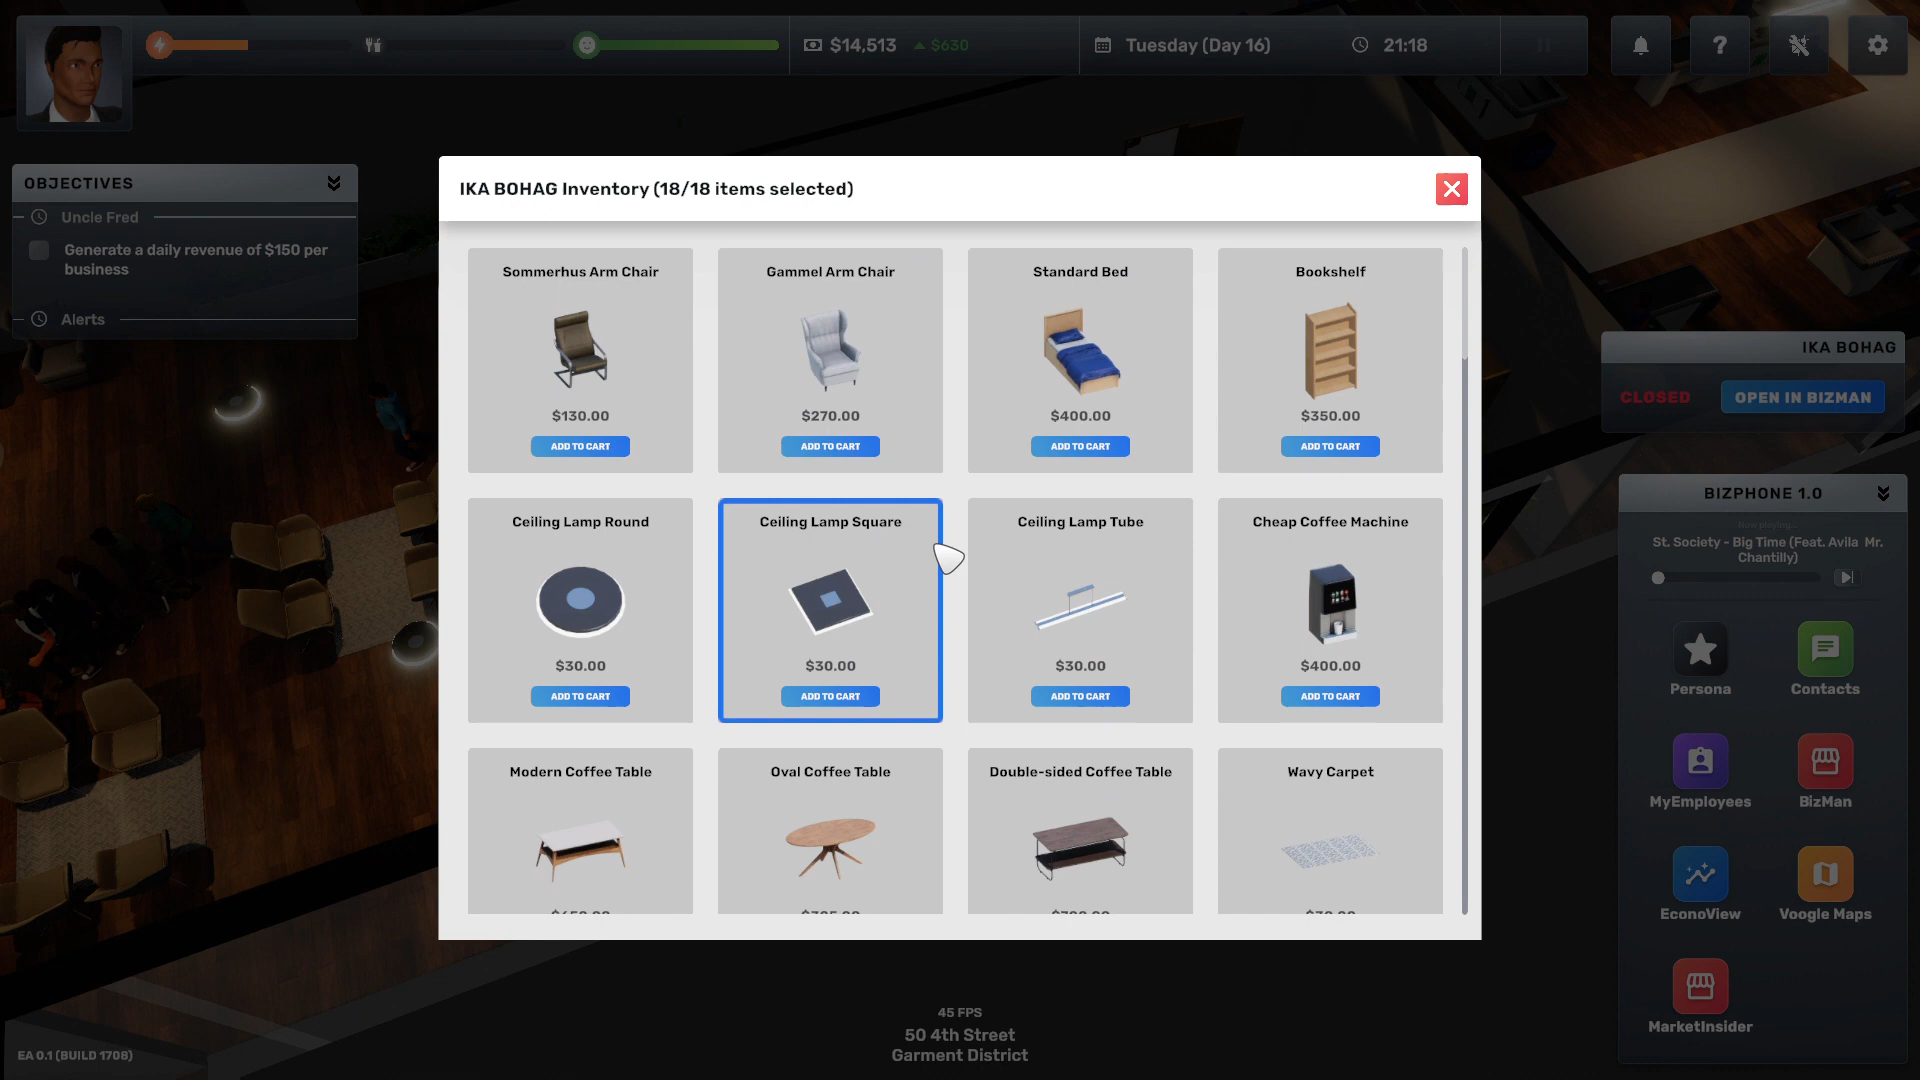 $14,513
$630
Tuesday (Day 16)
21:18
?
OBJECTIVES
Uncle Fred
Generate a daily revenue of $150 per
business
Alerts
IKA BOHAG Inventory (18/18 items selected)
Sommerhus Arm Chair
$130.00
ADD TO CART
Gammel Arm Chair
$270.00
ADD TO CART
Standard Bed
$400.00
ADD TO CART
Bookshelf
$350.00
ADD TO CART
Ceiling Lamp Round
$30.00
ADD TO CART
Ceiling Lamp Square
$30.00
ADD TO CART
Ceiling Lamp Tube
$30.00
ADD TO CART
Cheap Coffee Machine
$400.00
ADD TO CART
Modern Coffee Table
Oval Coffee Table
Double-sided Coffee Table
Wavy Carpet
IKA BOHAG
CLOSED
OPEN IN BIZMAN
BIZPHONE 1.0
Now playing...
St. Society - Big Time (Feat. Avila Mr.
Chantilly)
Persona
Contacts
MyEmployees
BizMan
EconoView
Voogle Maps
MarketInsider
45 FPS
50 4th Street
Garment District
EA 0.1 (BUILD 1708)